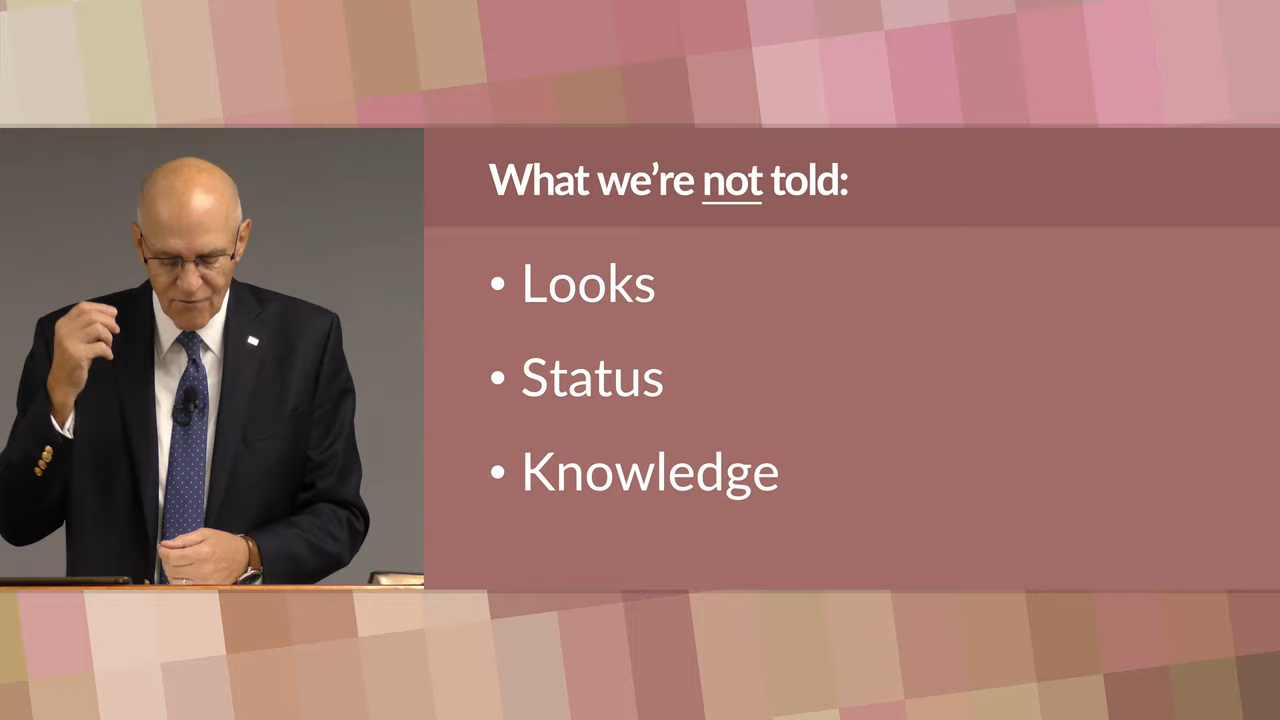 What we’re not told:
• Looks
• Status
• Knowledge